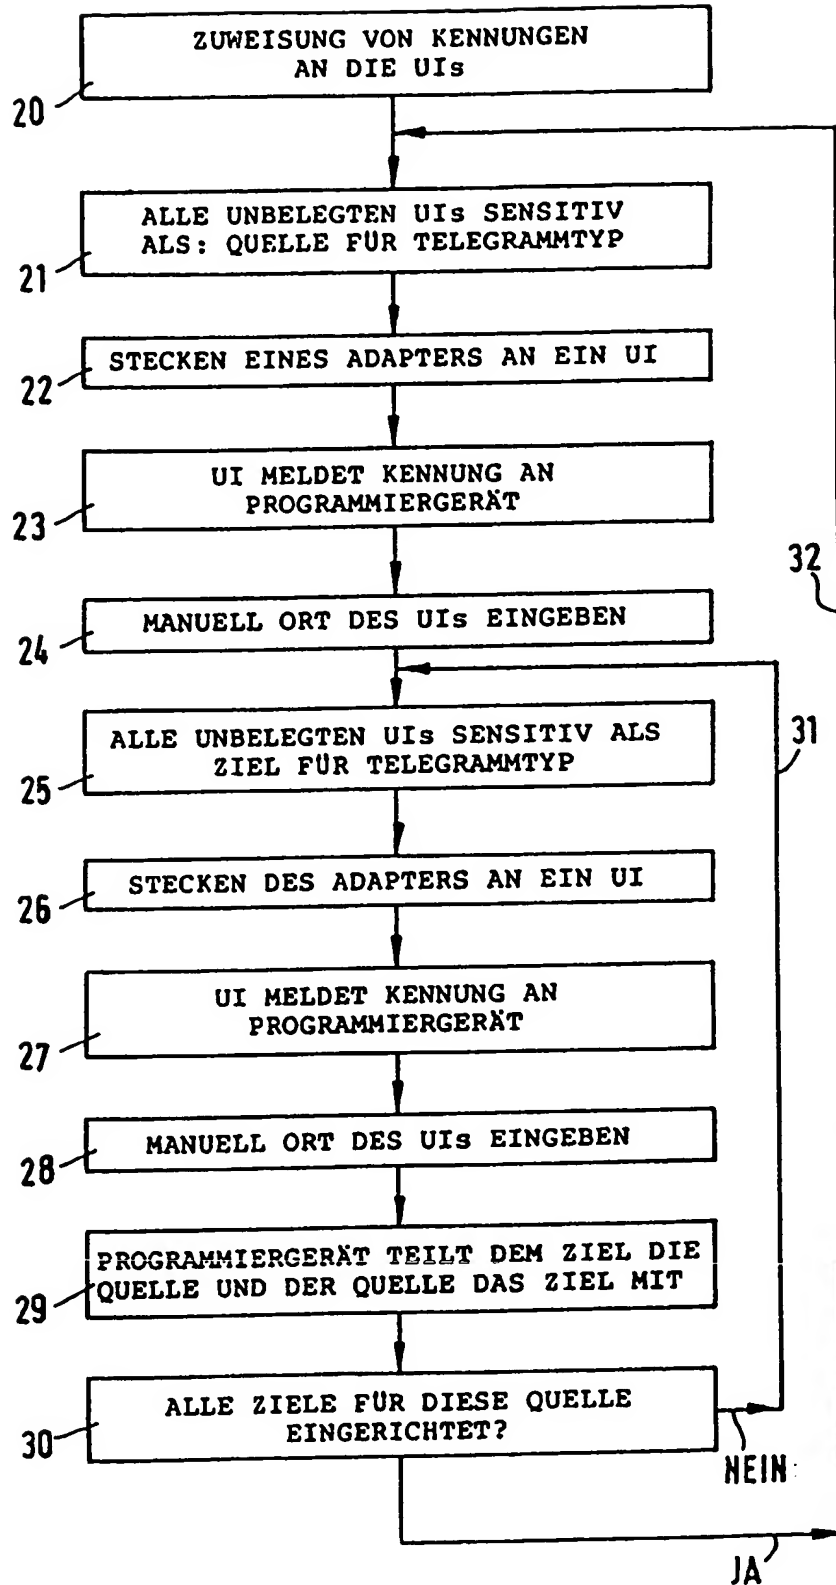 ZUWEISUNG VON KENNUNGEN
AN DIE UIs
20
ALLE UNBELEGTEN UIs SENSITIV
ALS: QUELLE FÜR TELEGRAMMTYP
21
STECKEN EINES ADAPTERS AN EIN UI
22
UI MELDET KENNUNG AN
PROGRAMMIERGERÄT
23
32
MANUELL ORT DES UIs EINGEBEN
24
ALLE UNBELEGTEN UIs SENSITIV ALS
ZIEL FÜR TELEGRAMMTYP
31
25
STECKEN DES ADAPTERS AN EIN UI
26
UI MELDET KENNUNG AN
PROGRAMMIERGERÄT
27
MANUELL ORT DES UIs EINGEBEN
28
PROGRAMMIERGERÄT TEILT DEM ZIEL DIE
QUELLE UND DER QUELLE DAS ZIEL MIT
29
ALLE ZIELE FÜR DIESE QUELLE
EINGERICHTET?
30
NEIN
JA